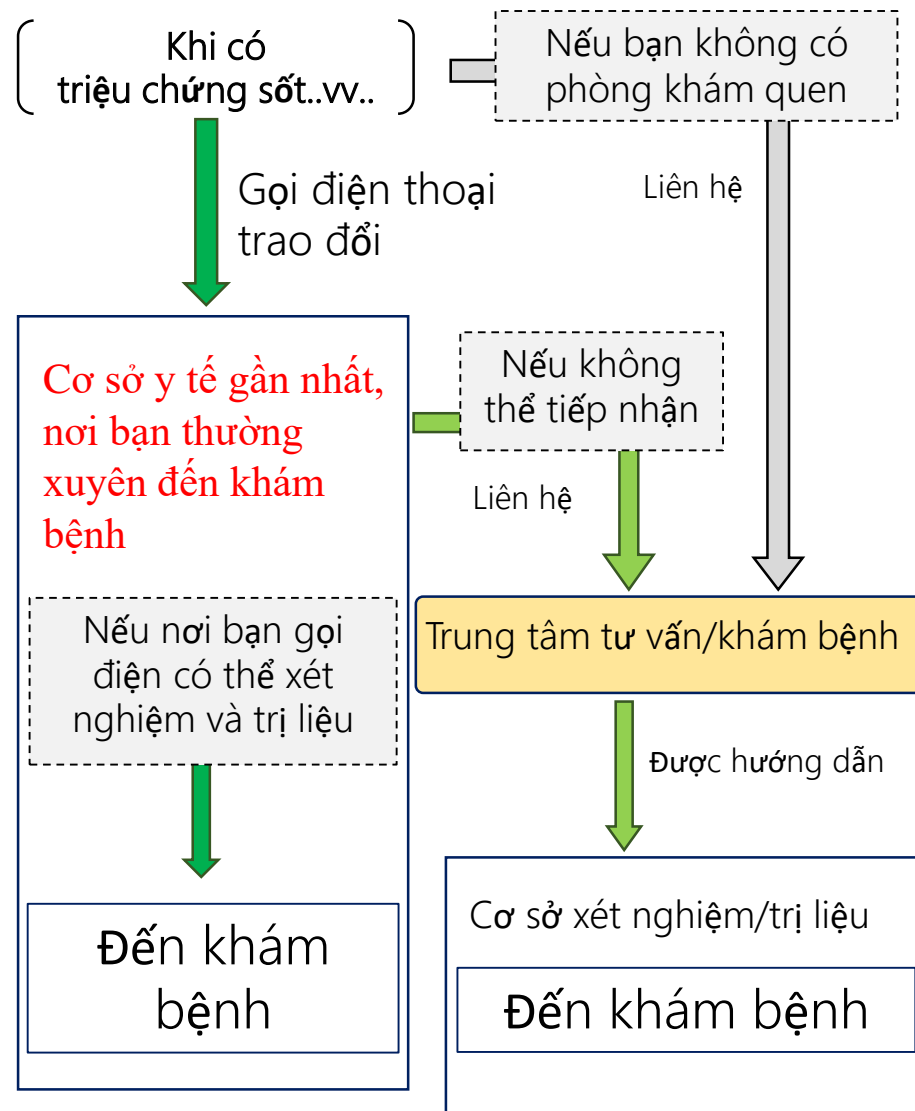 Khi có
triệu chứng sốt..vv..
Nếu bạn không có
phòng khám quen
Gọi điện thoại
trao đổi
Liên hệ
Cơ sở y tế gần nhất,
nơi bạn thường
xuyên đến khám
bệnh
Nếu không
thể tiếp nhận
Liên hệ
Nếu nơi bạn gọi
điện có thể xét
nghiệm và trị liệu
Trung tâm tư vấn/khám bệnh
Được hướng dẫn
Đến khám
bệnh
Cơ sở xét nghiệm/trị liệu
Đến khám bệnh